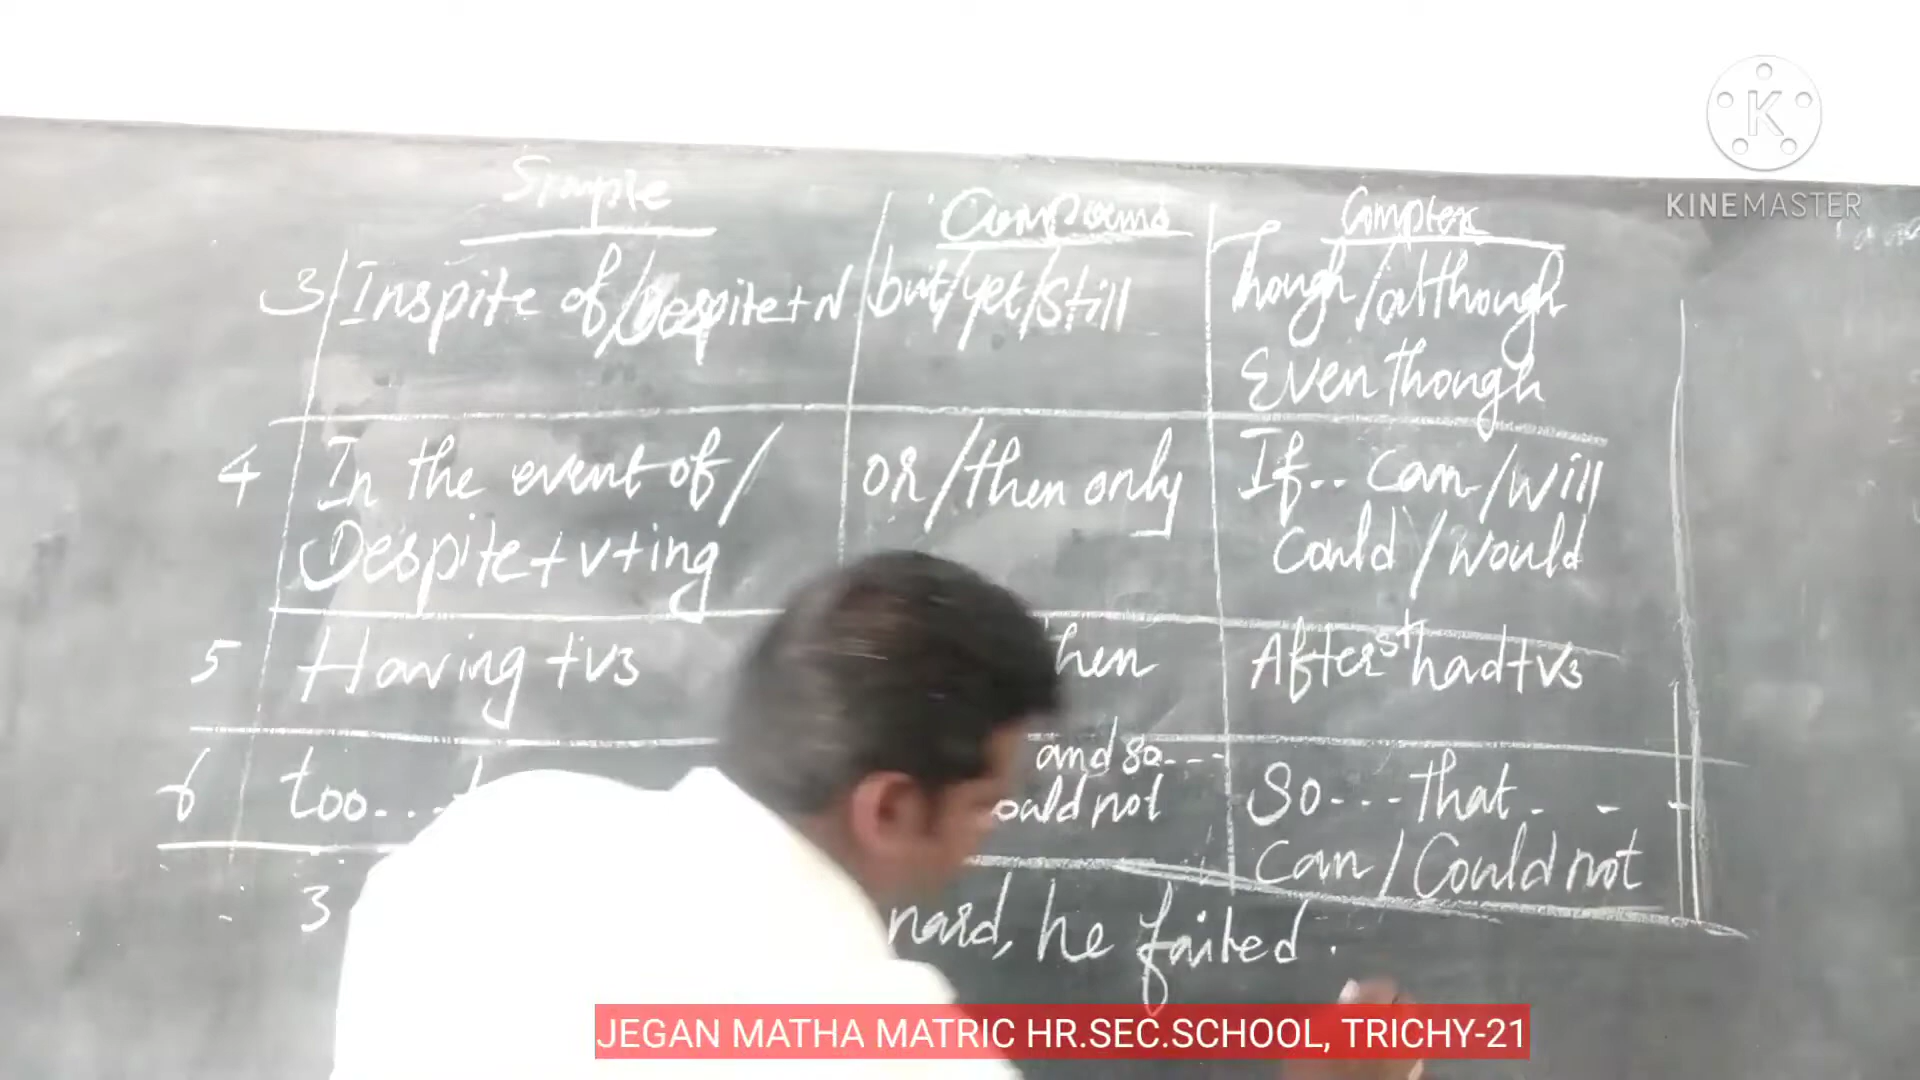 Simple Compound Complex
3 Inspite of/Despite+N but/yet/still Though/although
Even though
4 In the event of/ or/then only If.. can/will
Despite+v+ing Could/would
5 Having +v3 then After st had+v3
6 too... and so... So...that...
could not Can/Could not
3 hard, he failed.
KINEMASTER
JEGAN MATHA MATRIC HR.SEC.SCHOOL, TRICHY-21